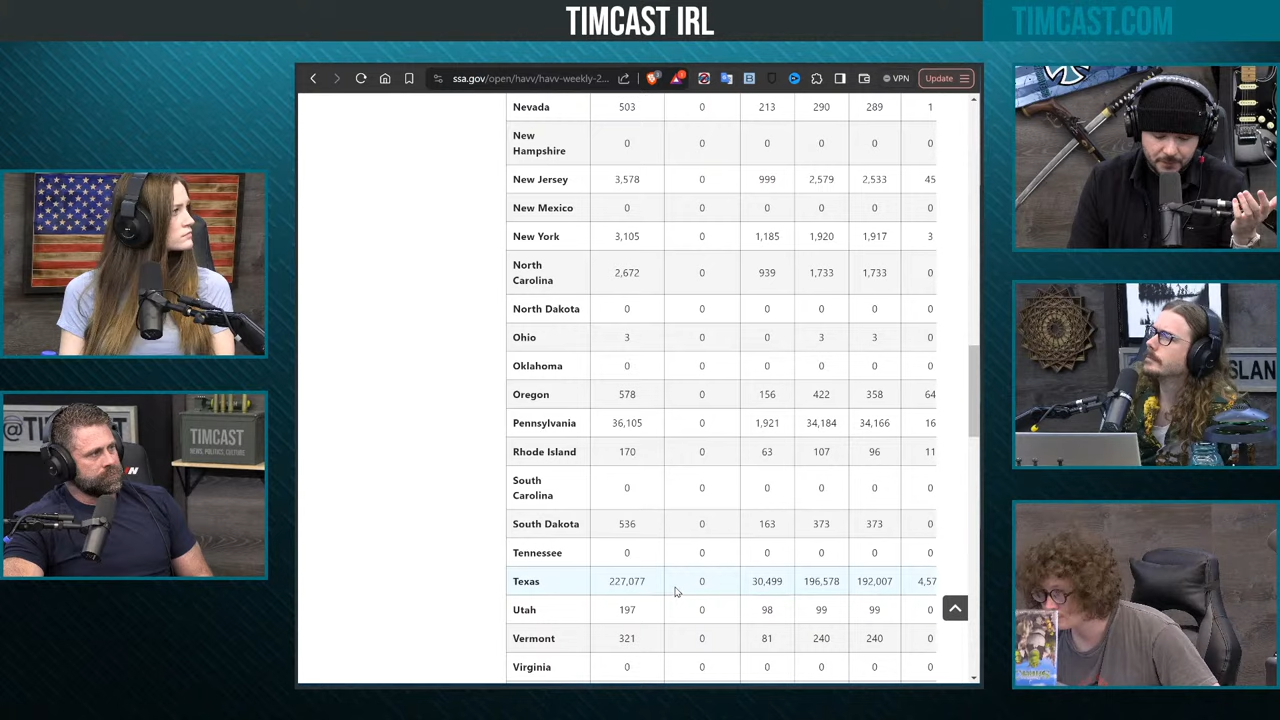 TIMCAST IRL
TIMCAST.COM
ssa.gov/open/havv/havv-weekly-2...
VPN
Update
Nevada 503 0 213 290 289 1
New Hampshire 0 0 0 0 0 0
New Jersey 3,578 0 999 2,579 2,533 45
New Mexico 0 0 0 0 0 0
New York 3,105 0 1,185 1,920 1,917 3
North Carolina 2,672 0 939 1,733 1,733 0
North Dakota 0 0 0 0 0 0
Ohio 3 0 0 3 3 0
Oklahoma 0 0 0 0 0 0
Oregon 578 0 156 422 358 64
Pennsylvania 36,105 0 1,921 34,184 34,166 16
Rhode Island 170 0 63 107 96 11
South Carolina 0 0 0 0 0 0
South Dakota 536 0 163 373 373 0
Tennessee 0 0 0 0 0 0
Texas 227,077 0 30,499 196,578 192,007 4,57
Utah 197 0 98 99 99 0
Vermont 321 0 81 240 240 0
Virginia 0 0 0 0 0 0
TIMCAST
NEWS, POLITICS, CULTURE
SLAN